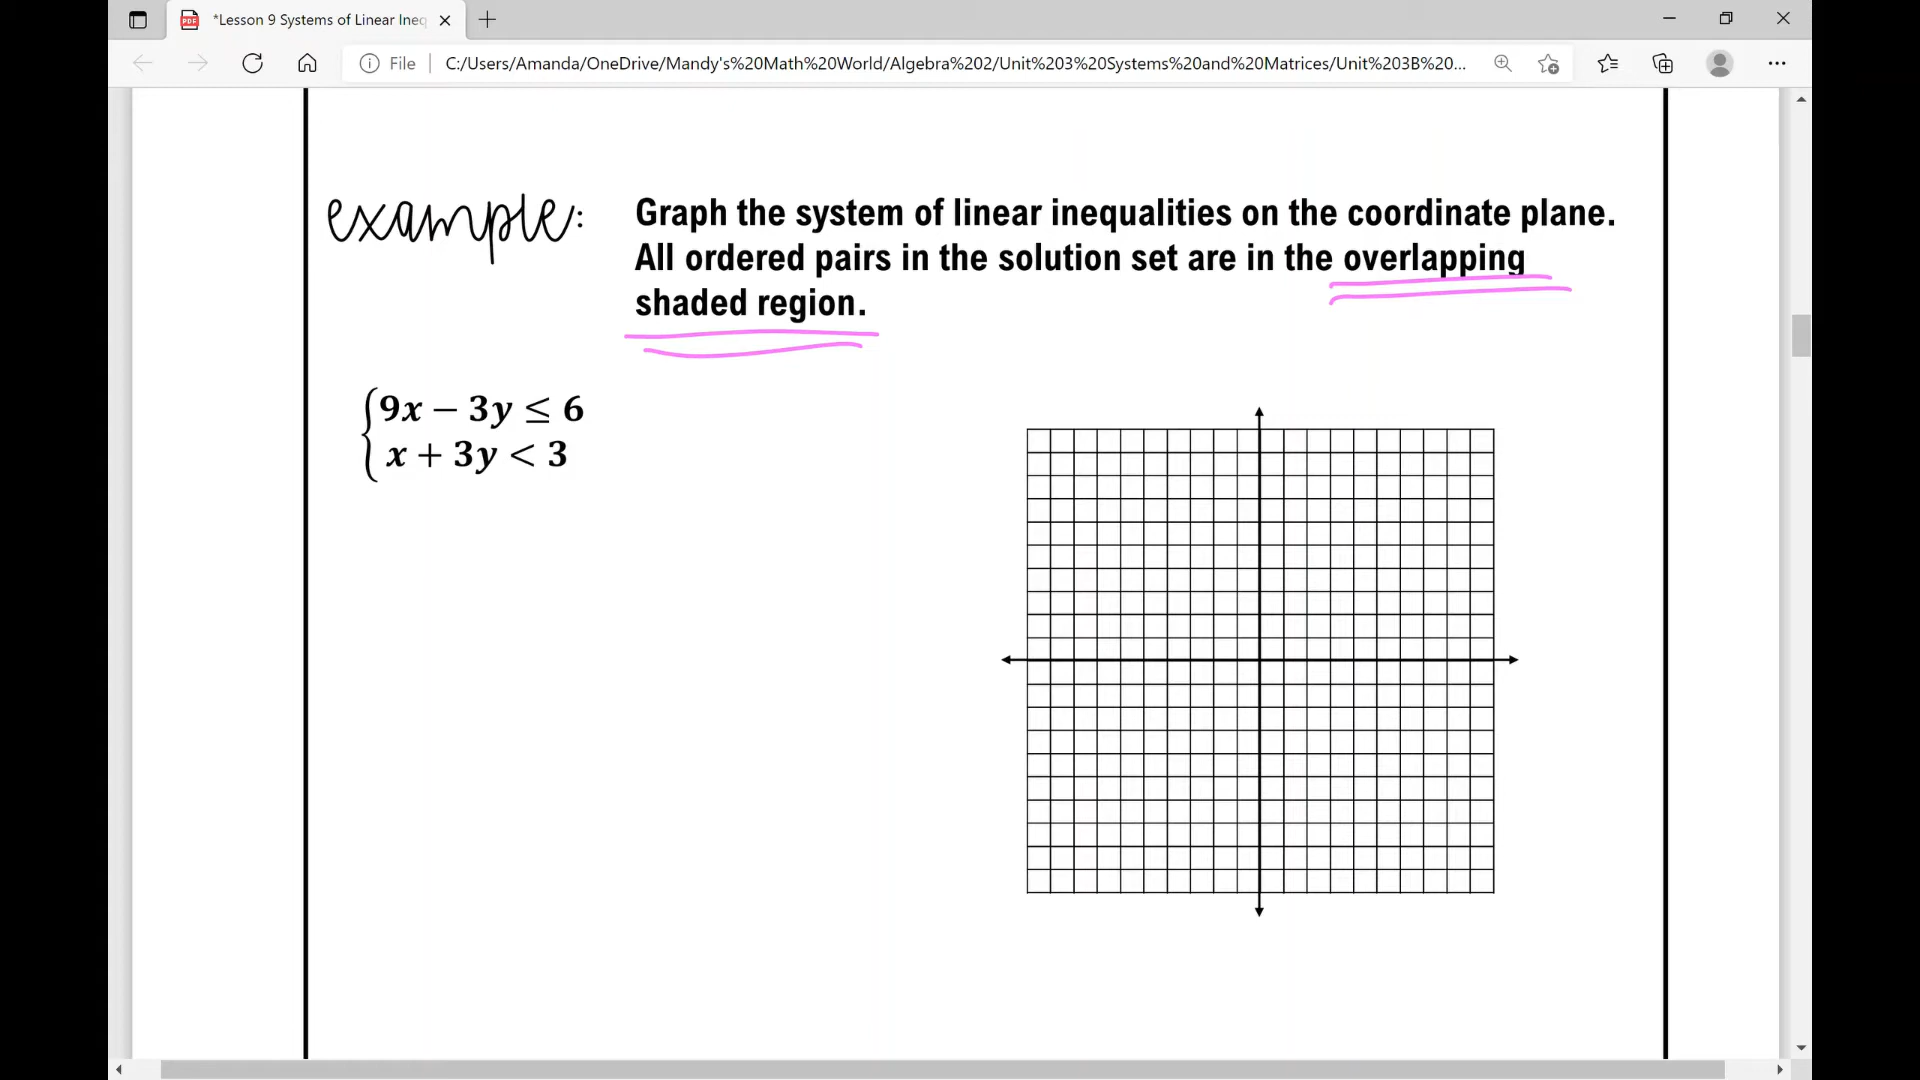 *Lesson 9 Systems of Linear Ineq
File
C:/Users/Amanda/OneDrive/Mandy's%20Math%20World/Algebra%202/Unit%203%20Systems%20and%20Matrices/Unit%203B%20...
example:
Graph the system of linear inequalities on the coordinate plane.
All ordered pairs in the solution set are in the overlapping
shaded region.
9x − 3y ≤ 6
x + 3y < 3